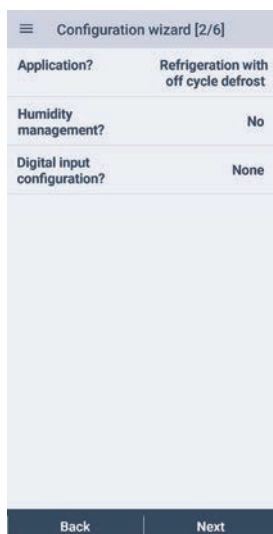 Configuration wizard [2/6]
Application?
Refrigeration with
off cycle defrost
Humidity
management?
No
Digital input
configuration?
None
Back
Next